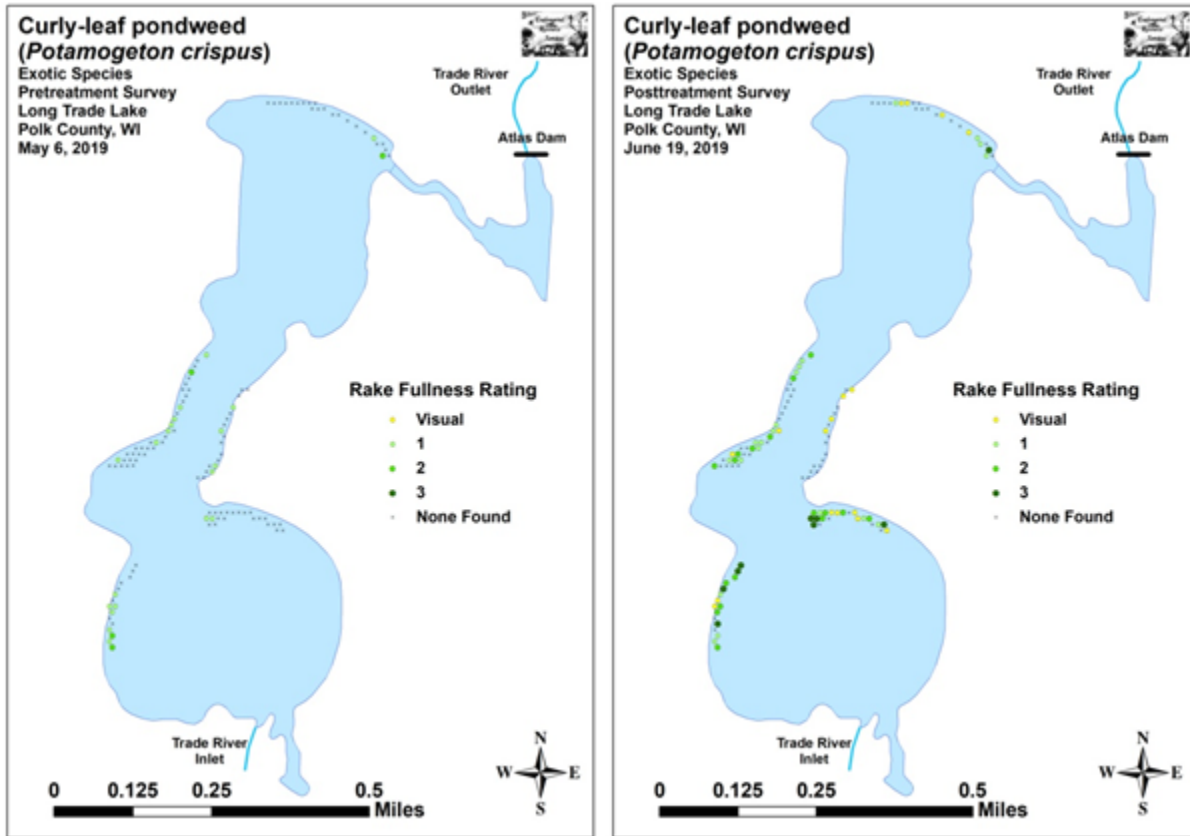 Curly-leaf pondweed
(Potamogeton crispus)
Exotic Species
Pretreatment Survey
Long Trade Lake
Polk County, WI
May 6, 2019
Trade River
Outlet
Atlas Dam
Rake Fullness Rating
Visual
1
2
3
None Found
Trade River
Inlet
N
W E
S
0 0.125 0.25 0.5
Miles
Curly-leaf pondweed
(Potamogeton crispus)
Exotic Species
Posttreatment Survey
Long Trade Lake
Polk County, WI
June 19, 2019
Trade River
Outlet
Atlas Dam
Rake Fullness Rating
Visual
1
2
3
None Found
Trade River
Inlet
N
W E
S
0 0.125 0.25 0.5
Miles